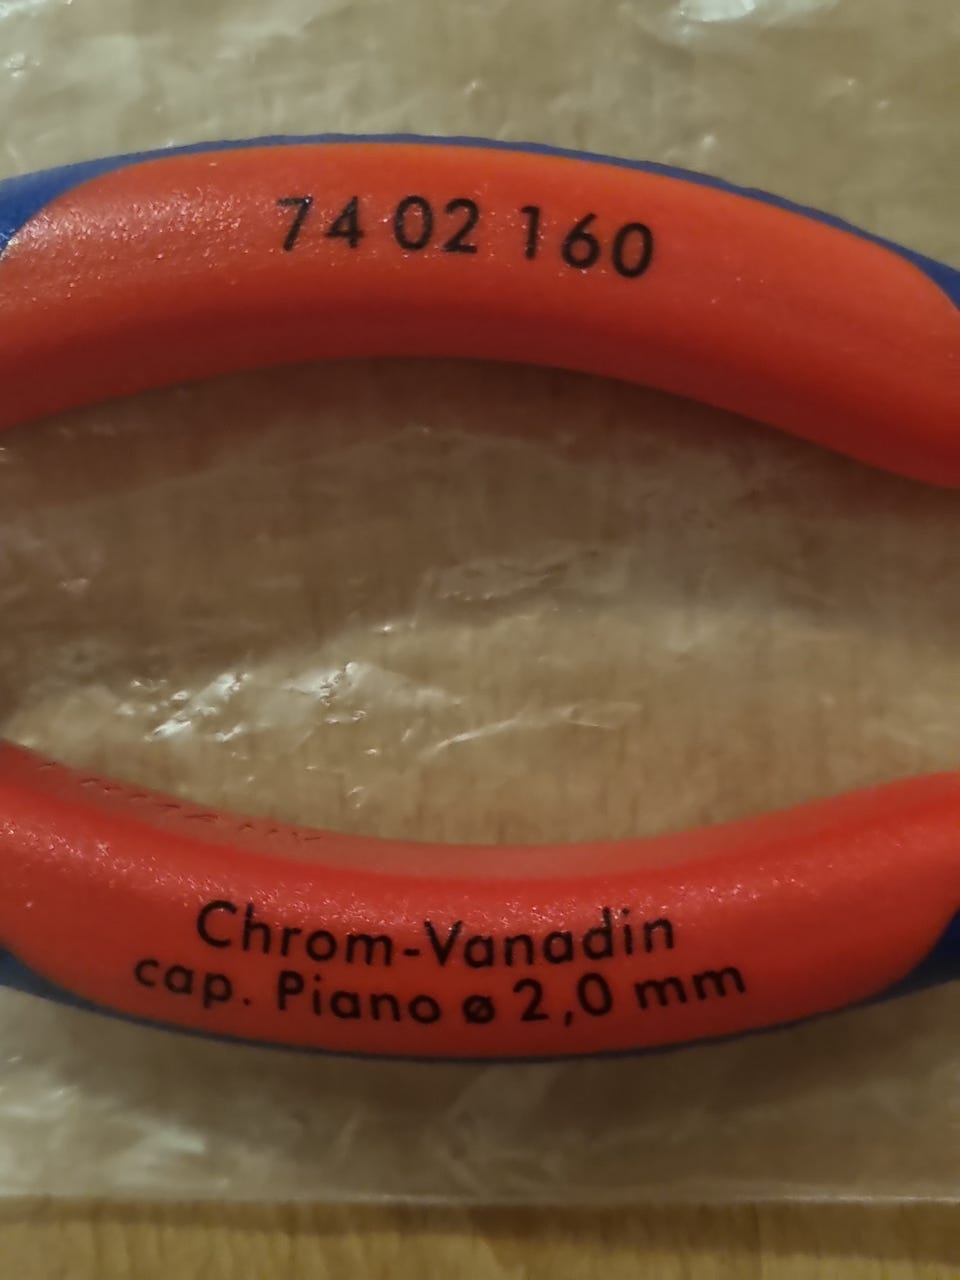 74 02 160
Chrom-Vanadin
cap. Piano ø 2,0 mm